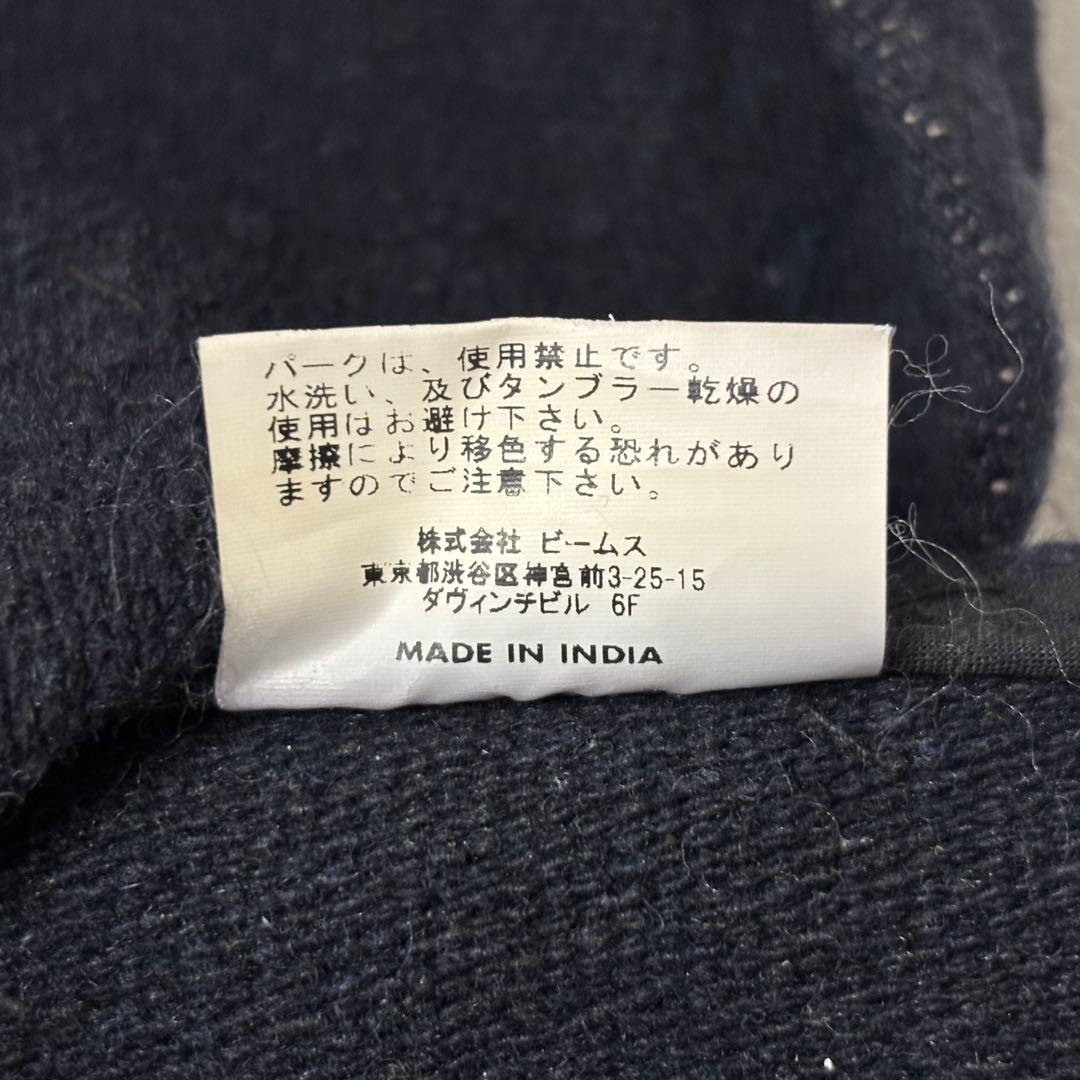 パークは、使用禁止です。
水洗い、及びタンブラー乾燥の
使用はお避け下さい。
摩擦により移色する恐れがあり
ますのでご注意下さい。
株式会社 ビームス
東京都渋谷区神宮前3-25-15
ダヴィンチビル 6F
MADE IN INDIA